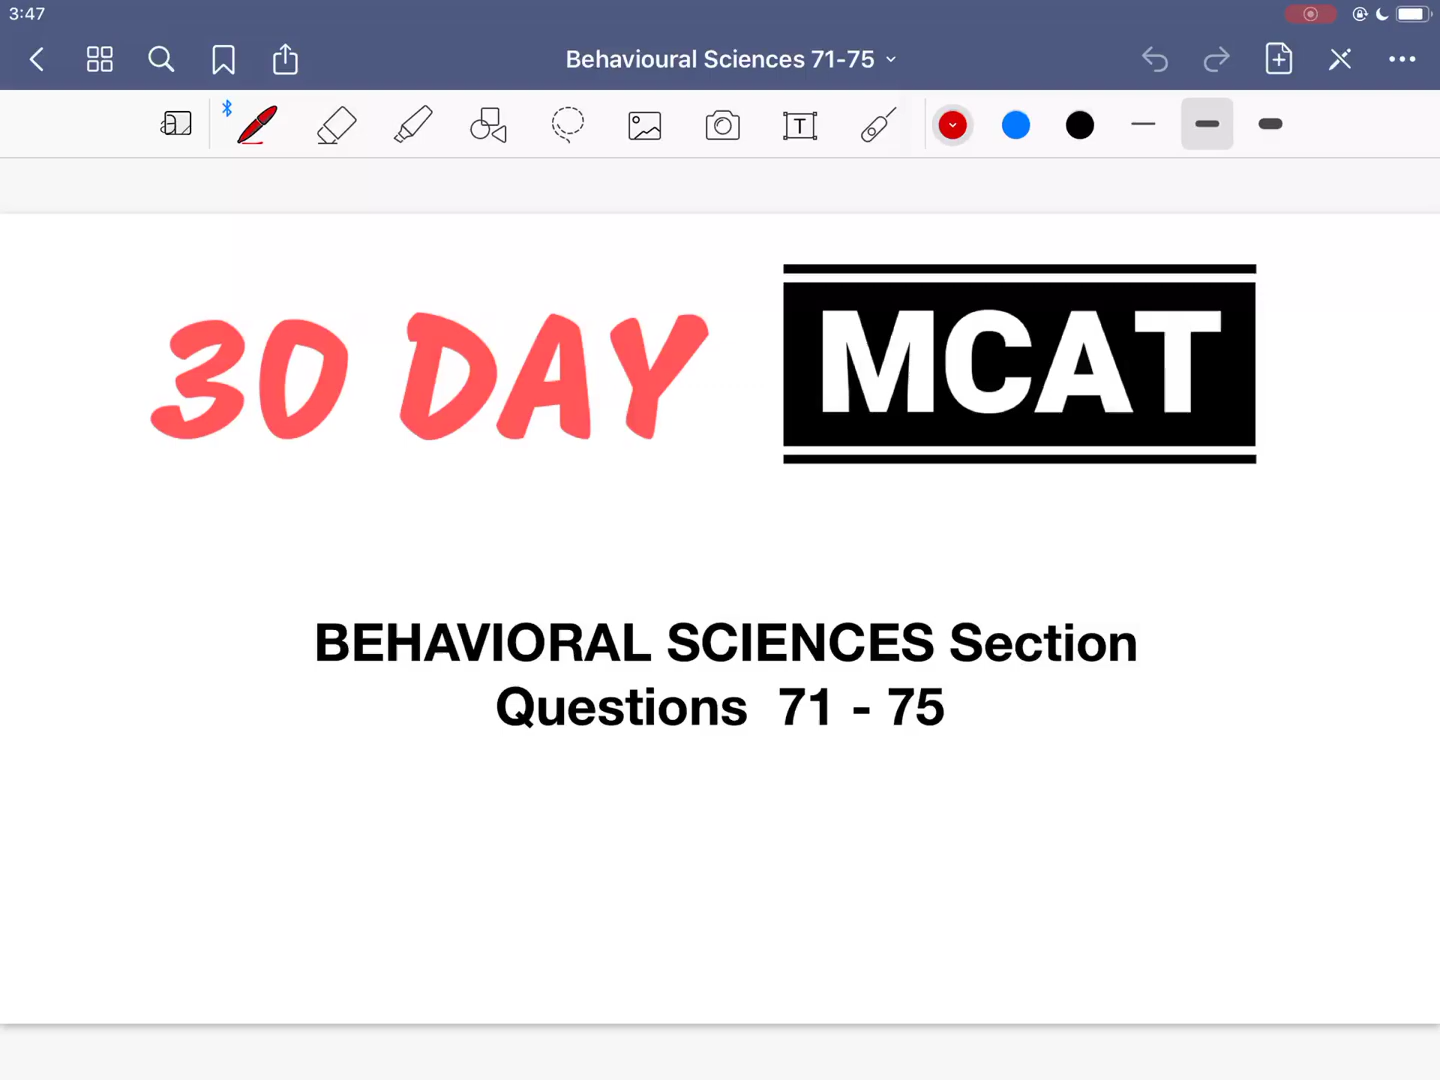 3:47
Behavioural Sciences 71-75
30 DAY MCAT
BEHAVIORAL SCIENCES Section
Questions 71 - 75